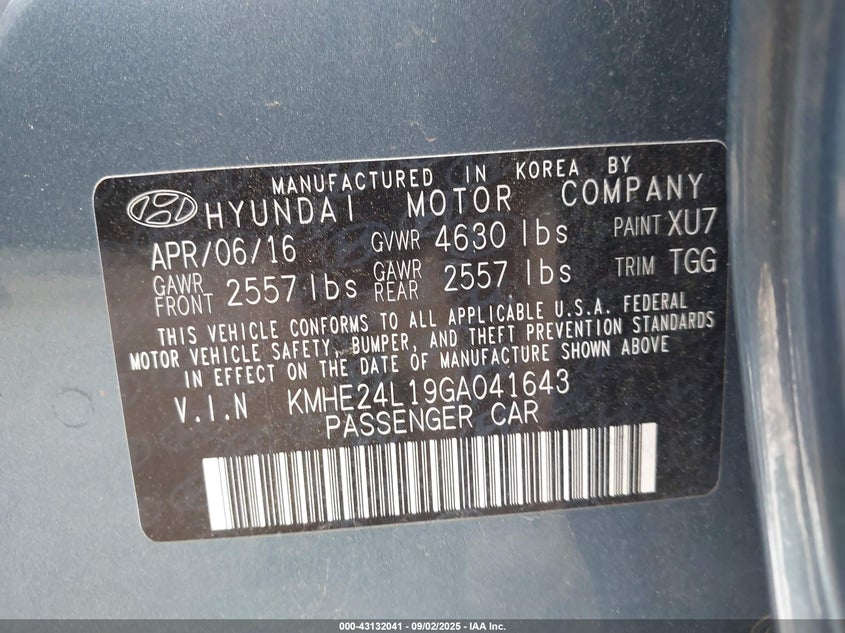 MANUFACTURED IN KOREA BY
HYUNDAI MOTOR COMPANY
APR/06/16 GVWR 4630 lbs PAINT XU7
GAWR FRONT 2557 lbs GAWR REAR 2557 lbs TRIM TGG
THIS VEHICLE CONFORMS TO ALL APPLICABLE U.S.A. FEDERAL
MOTOR VEHICLE SAFETY, BUMPER, AND THEFT PREVENTION STANDARDS
IN EFFECT ON THE DATE OF MANUFACTURE SHOWN ABOVE
V.I.N KMHE24L19GA041643
PASSENGER CAR
000-43132041 - 09/02/2025 - IAA Inc.